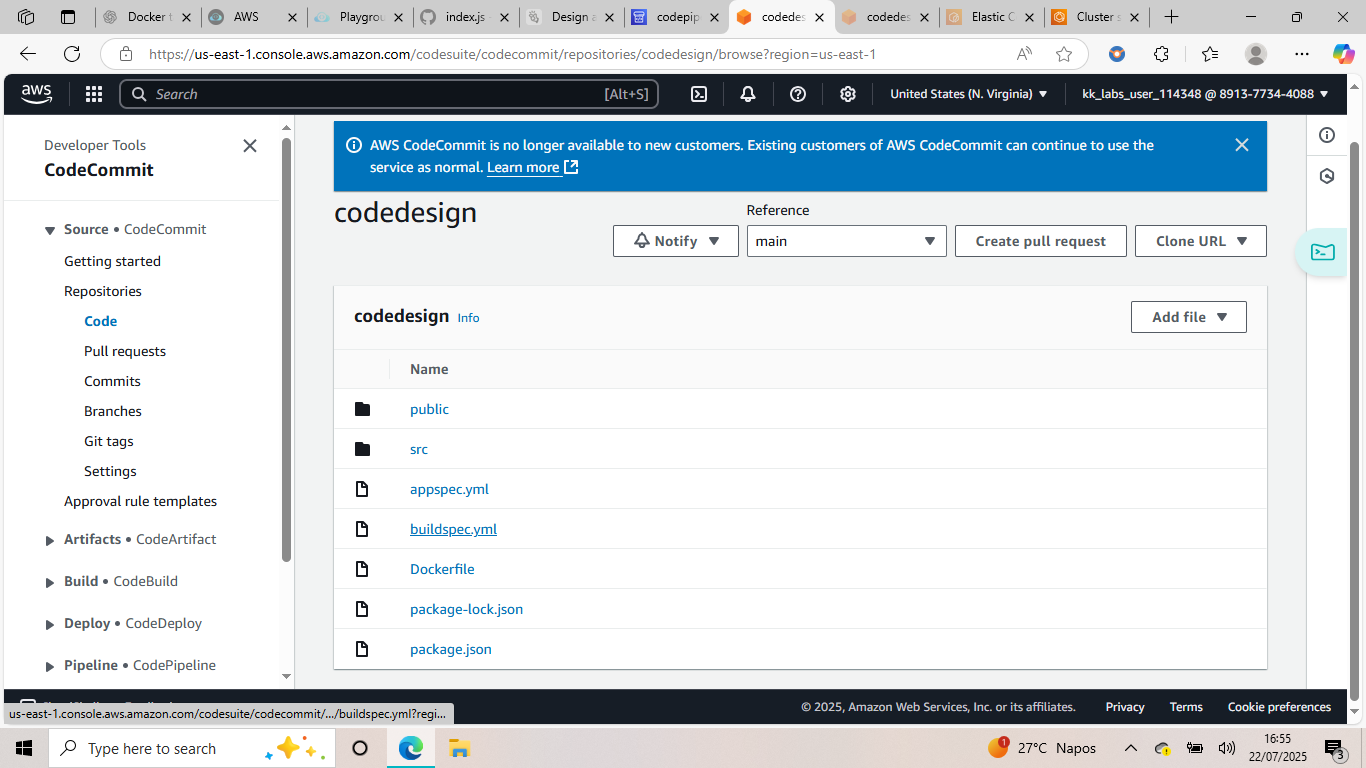 Docker t
AWS
Playgrou
index.js -
Design a
codepip
codedes
codedes
Elastic C
Cluster s
https://us-east-1.console.aws.amazon.com/codesuite/codecommit/repositories/codedesign/browse?region=us-east-1
aws
Search [Alt+S]
United States (N. Virginia)
kk_labs_user_114348 @ 8913-7734-4088
Developer Tools
CodeCommit
Source • CodeCommit
Getting started
Repositories
Code
Pull requests
Commits
Branches
Git tags
Settings
Approval rule templates
Artifacts • CodeArtifact
Build • CodeBuild
Deploy • CodeDeploy
Pipeline • CodePipeline
AWS CodeCommit is no longer available to new customers. Existing customers of AWS CodeCommit can continue to use the
service as normal. Learn more
codedesign
Reference
Notify
main
Create pull request
Clone URL
codedesign Info
Add file
Name
public
src
appspec.yml
buildspec.yml
Dockerfile
package-lock.json
package.json
© 2025, Amazon Web Services, Inc. or its affiliates.
Privacy
Terms
Cookie preferences
us-east-1.console.aws.amazon.com/codesuite/codecommit/.../buildspec.yml?regi...
Type here to search
1
27°C Napos
16:55
22/07/2025
3